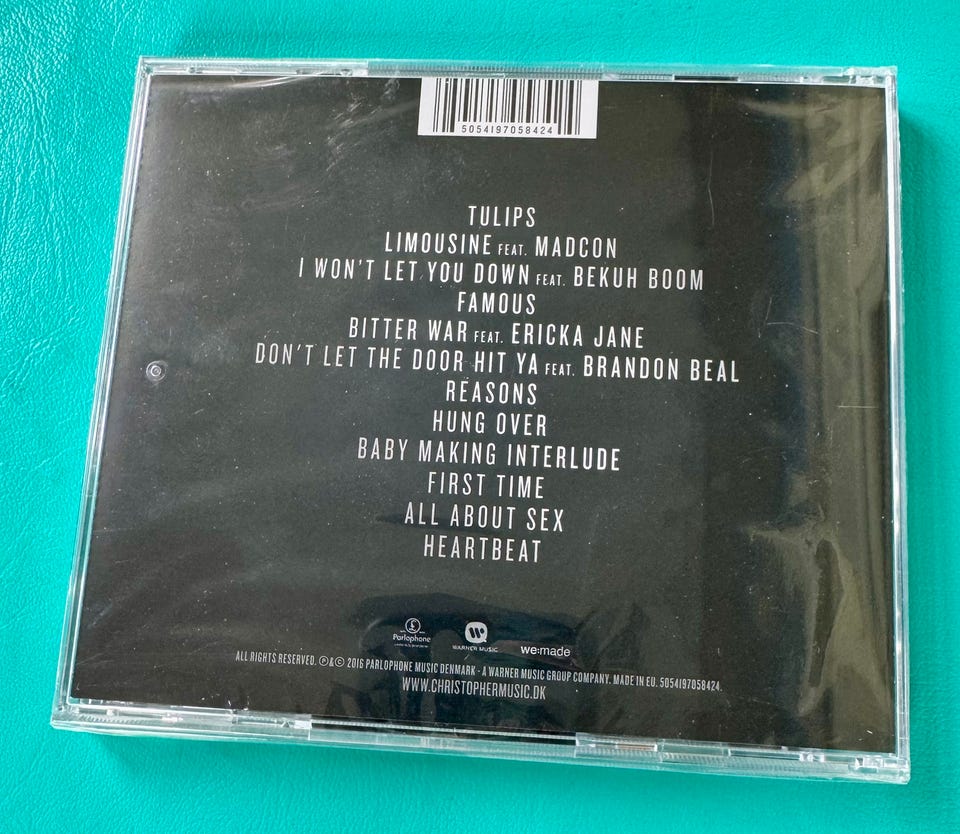 5054197058424
TULIPS
LIMOUSINE FEAT. MADCON
I WON'T LET YOU DOWN FEAT. BEKUH BOOM
FAMOUS
BITTER WAR FEAT. ERICKA JANE
DON'T LET THE DOOR HIT YA FEAT. BRANDON BEAL
REASONS
HUNG OVER
BABY MAKING INTERLUDE
FIRST TIME
ALL ABOUT SEX
HEARTBEAT
Parlophone
WARNER MUSIC
we:made
ALL RIGHTS RESERVED. ℗&© 2016 PARLOPHONE MUSIC DENMARK - A WARNER MUSIC GROUP COMPANY. MADE IN EU. 5054197058424.
WWW.CHRISTOPHERMUSIC.DK